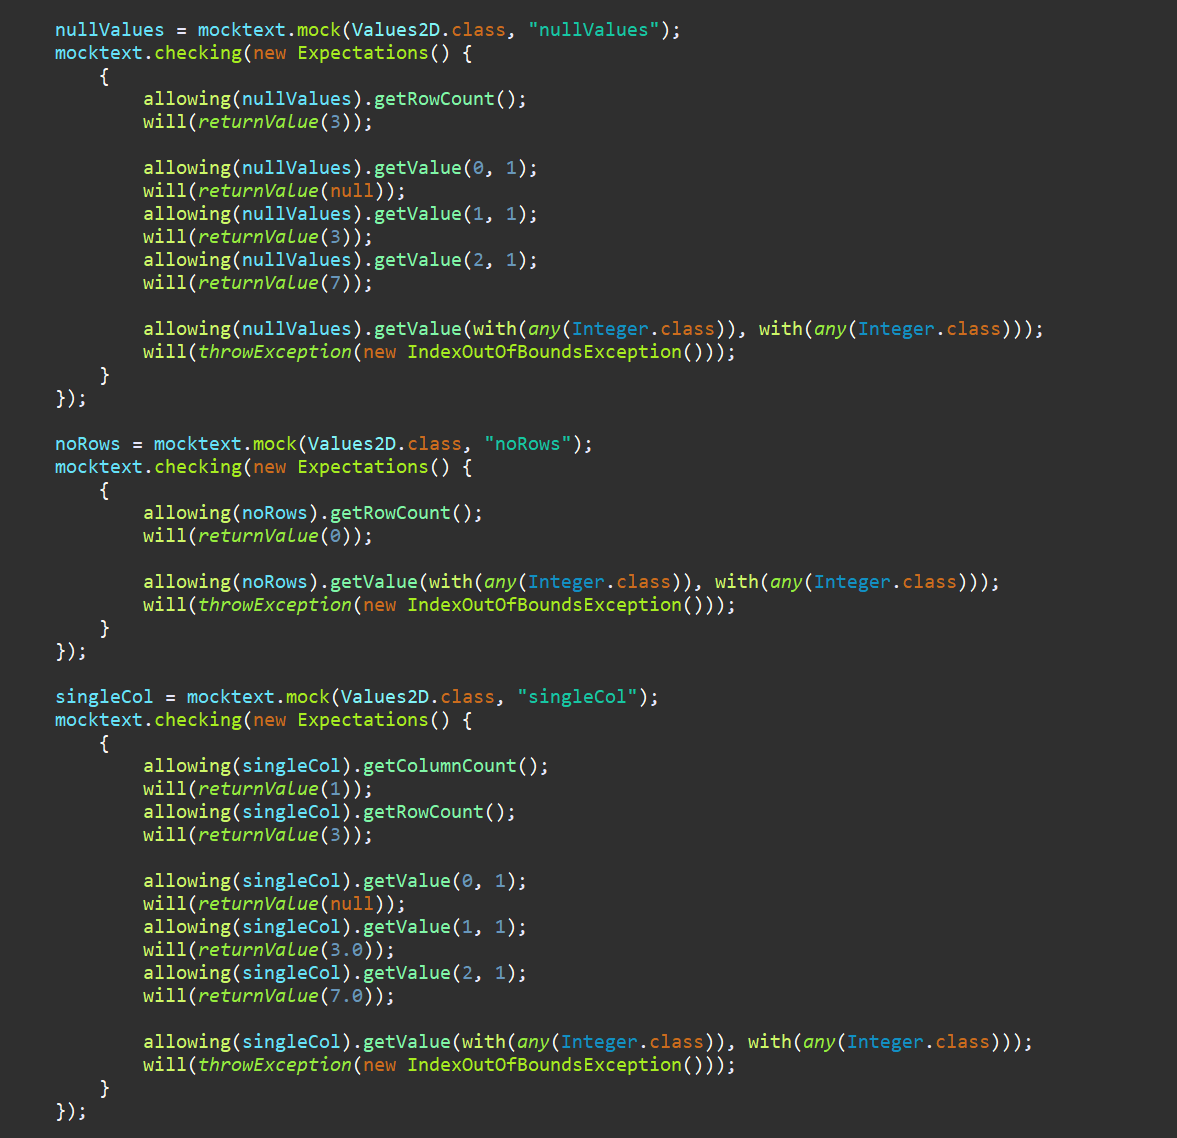 nullValues = mocktext.mock(Values2D.class, "nullValues");
mocktext.checking(new Expectations() {
    {
        allowing(nullValues).getRowCount();
        will(returnValue(3));

        allowing(nullValues).getValue(0, 1);
        will(returnValue(null));
        allowing(nullValues).getValue(1, 1);
        will(returnValue(3));
        allowing(nullValues).getValue(2, 1);
        will(returnValue(7));

        allowing(nullValues).getValue(with(any(Integer.class)), with(any(Integer.class)));
        will(throwException(new IndexOutOfBoundsException()));
    }
});

noRows = mocktext.mock(Values2D.class, "noRows");
mocktext.checking(new Expectations() {
    {
        allowing(noRows).getRowCount();
        will(returnValue(0));

        allowing(noRows).getValue(with(any(Integer.class)), with(any(Integer.class)));
        will(throwException(new IndexOutOfBoundsException()));
    }
});

singleCol = mocktext.mock(Values2D.class, "singleCol");
mocktext.checking(new Expectations() {
    {
        allowing(singleCol).getColumnCount();
        will(returnValue(1));
        allowing(singleCol).getRowCount();
        will(returnValue(3));

        allowing(singleCol).getValue(0, 1);
        will(returnValue(null));
        allowing(singleCol).getValue(1, 1);
        will(returnValue(3.0));
        allowing(singleCol).getValue(2, 1);
        will(returnValue(7.0));

        allowing(singleCol).getValue(with(any(Integer.class)), with(any(Integer.class)));
        will(throwException(new IndexOutOfBoundsException()));
    }
});